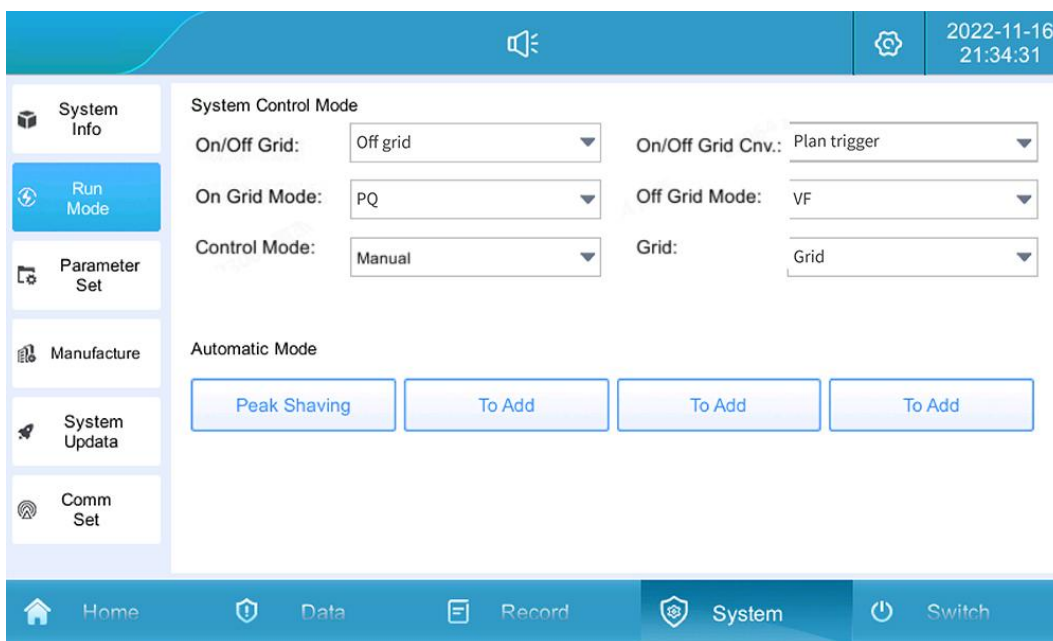 2022-11-16
21:34:31
System
Info
Run
Mode
Parameter
Set
Manufacture
System
Updata
Comm
Set
System Control Mode
On/Off Grid: Off grid On/Off Grid Cnv.: Plan trigger
On Grid Mode: PQ Off Grid Mode: VF
Control Mode: Manual Grid: Grid
Automatic Mode
Peak Shaving To Add To Add To Add
Home Data Record System Switch